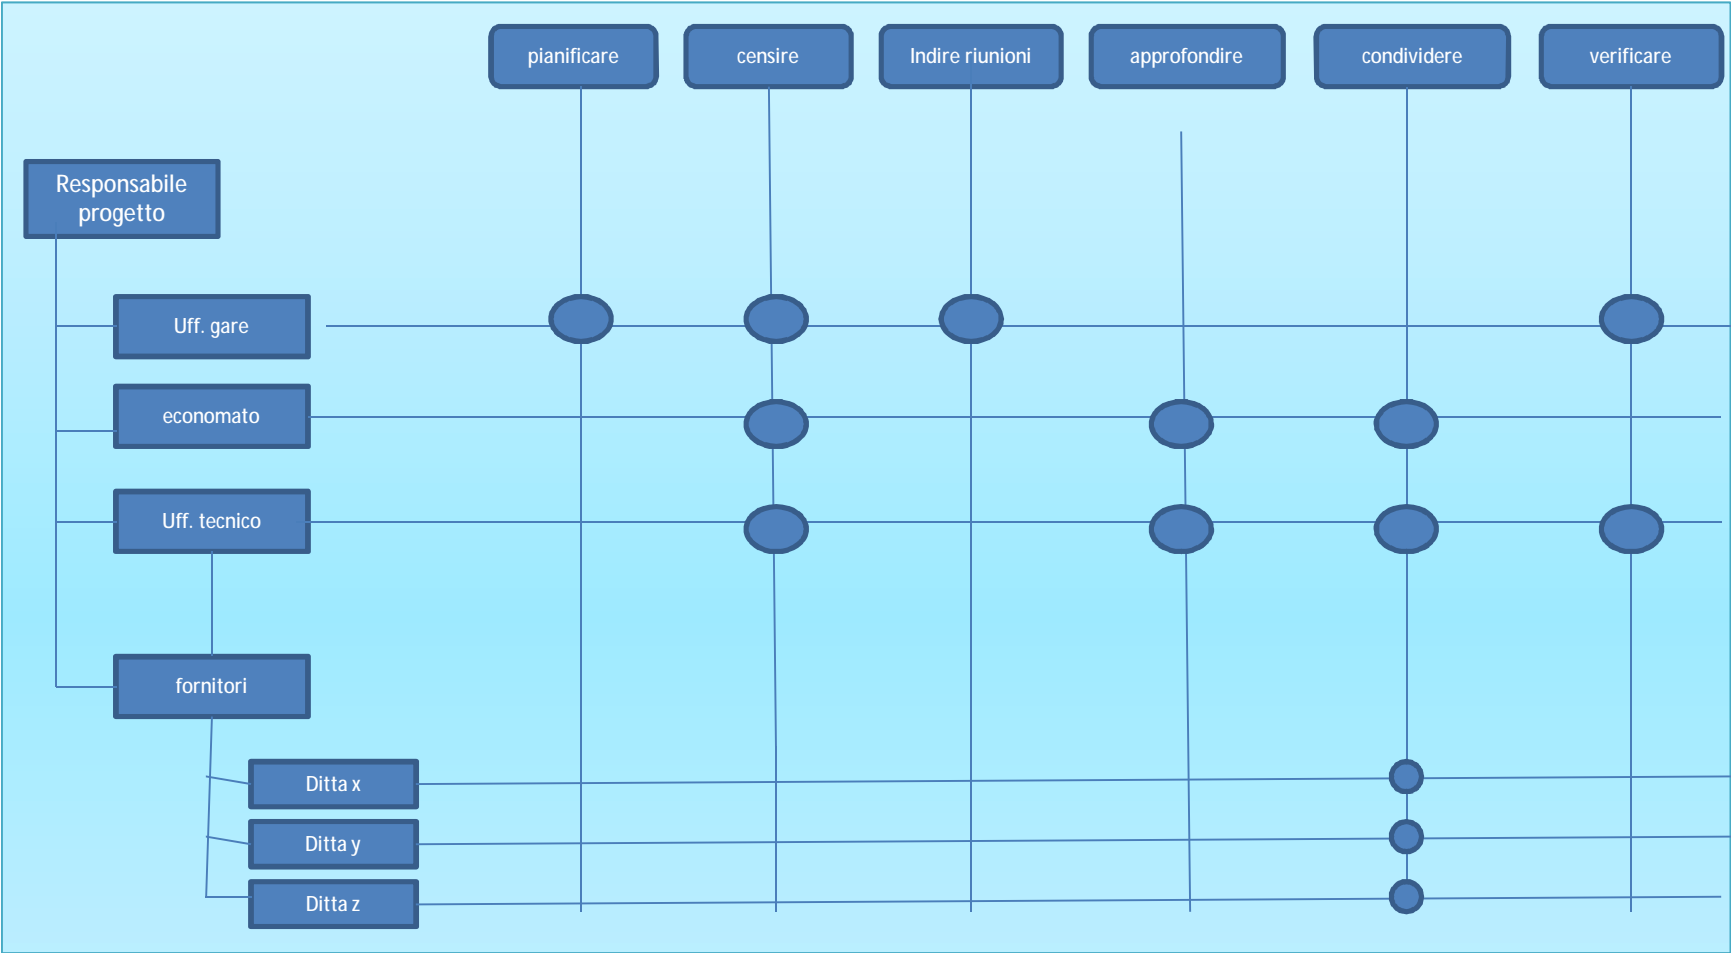 pianificare
censire
Indire riunioni
approfondire
condividere
verificare
Responsabile
progetto
Uff. gare
economato
Uff. tecnico
fornitori
Ditta x
Ditta y
Ditta z